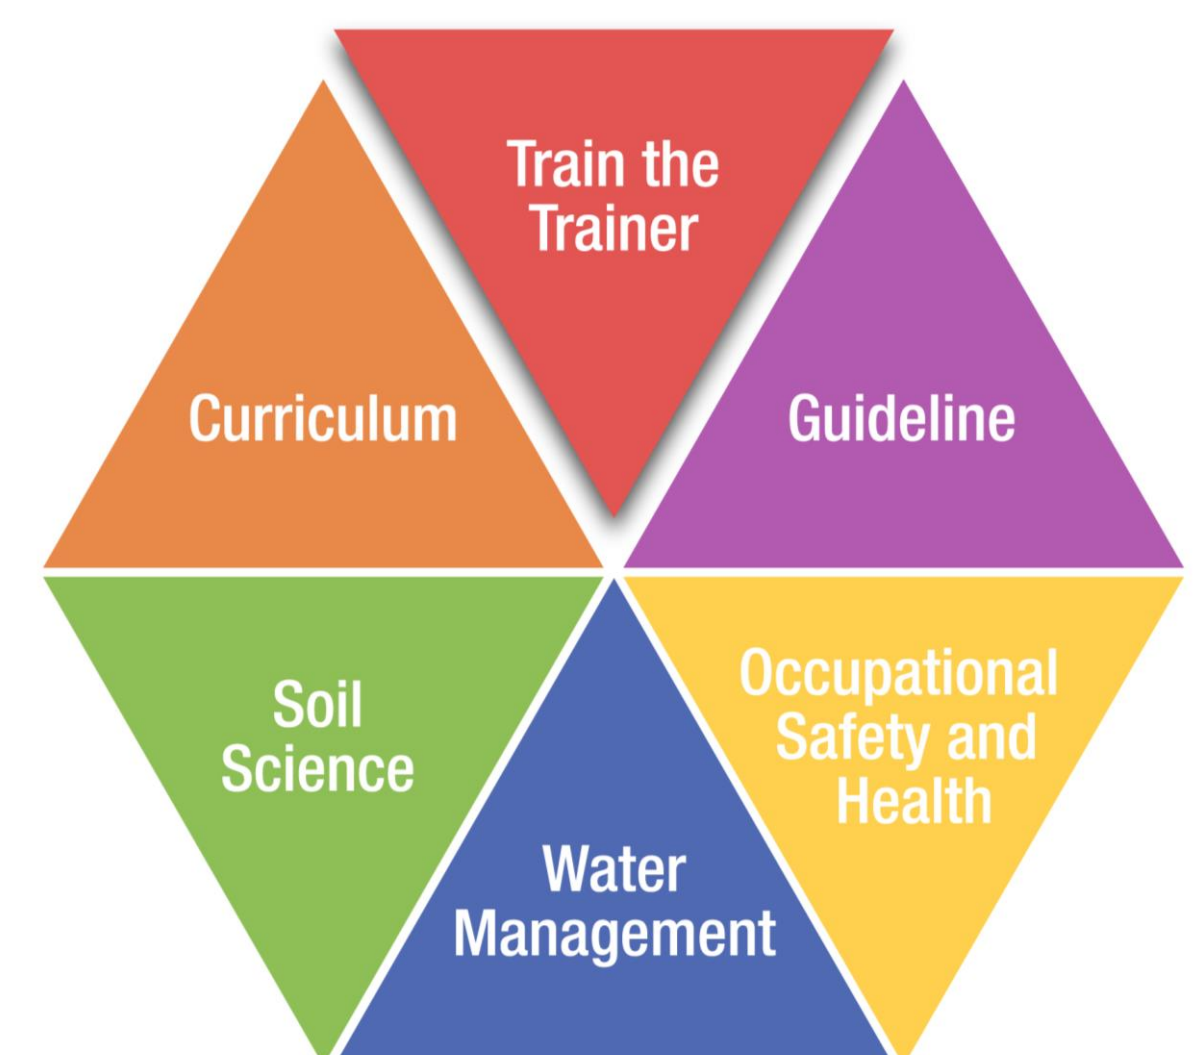 Train the
Trainer
Curriculum
Guideline
Soil
Science
Occupational
Safety and
Health
Water
Management